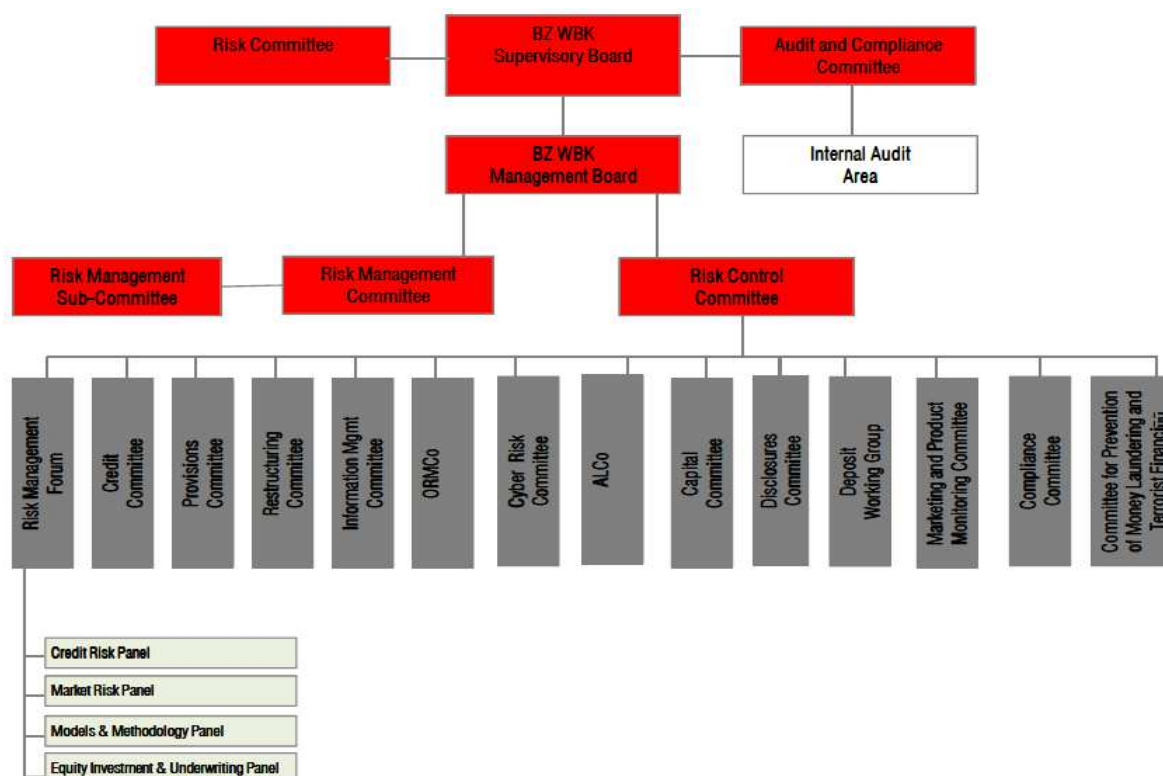 Risk Committee
BZ WBK
Supervisory Board
Audit and Compliance
Committee
BZ WBK
Management Board
Internal Audit
Area
Risk Management
Sub-Committee
Risk Management
Committee
Risk Control
Committee
Risk Management
Forum
Credit
Committee
Provisions
Committee
Restructuring
Committee
Information Mgmt
Committee
ORMCo
Cyber Risk
Committee
ALCo
Capital
Committee
Disclosures
Committee
Deposit
Working Group
Marketing and Product
Monitoring Committee
Compliance
Committee
Committee for Prevention
of Money Laundering and
Terrorist Financing
Credit Risk Panel
Market Risk Panel
Models & Methodology Panel
Equity Investment & Underwriting Panel